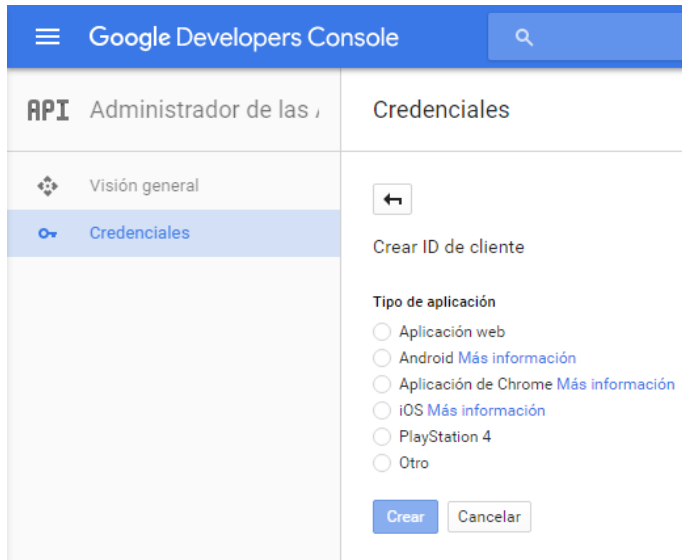 Google Developers Console
API Administrador de las
Credenciales
Visión general
Credenciales
Crear ID de cliente
Tipo de aplicación
Aplicación web
Android Más información
Aplicación de Chrome Más información
iOS Más información
PlayStation 4
Otro
Crear Cancelar